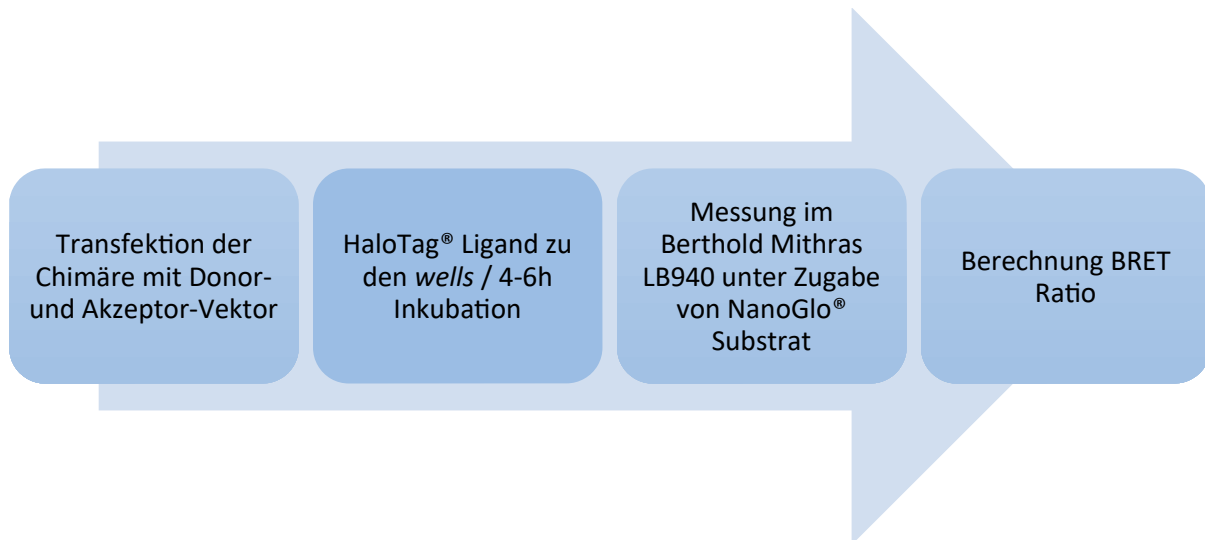 Transfektion der
Chimäre mit Donor-
und Akzeptor-Vektor
HaloTag® Ligand zu
den wells / 4-6h
Inkubation
Messung im
Berthold Mithras
LB940 unter Zugabe
von NanoGlo®
Substrat
Berechnung BRET
Ratio